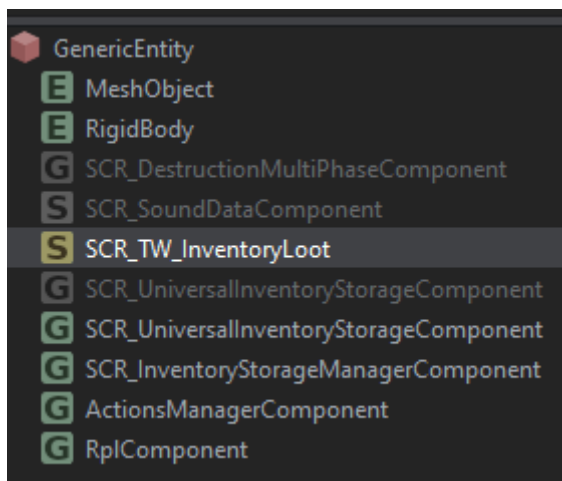 GenericEntity
E MeshObject
E RigidBody
G SCR_DestructionMultiPhaseComponent
S SCR_SoundDataComponent
S SCR_TW_InventoryLoot
G SCR_UniversalInventoryStorageComponent
G SCR_UniversalInventoryStorageComponent
G SCR_InventoryStorageManagerComponent
G ActionsManagerComponent
G RplComponent